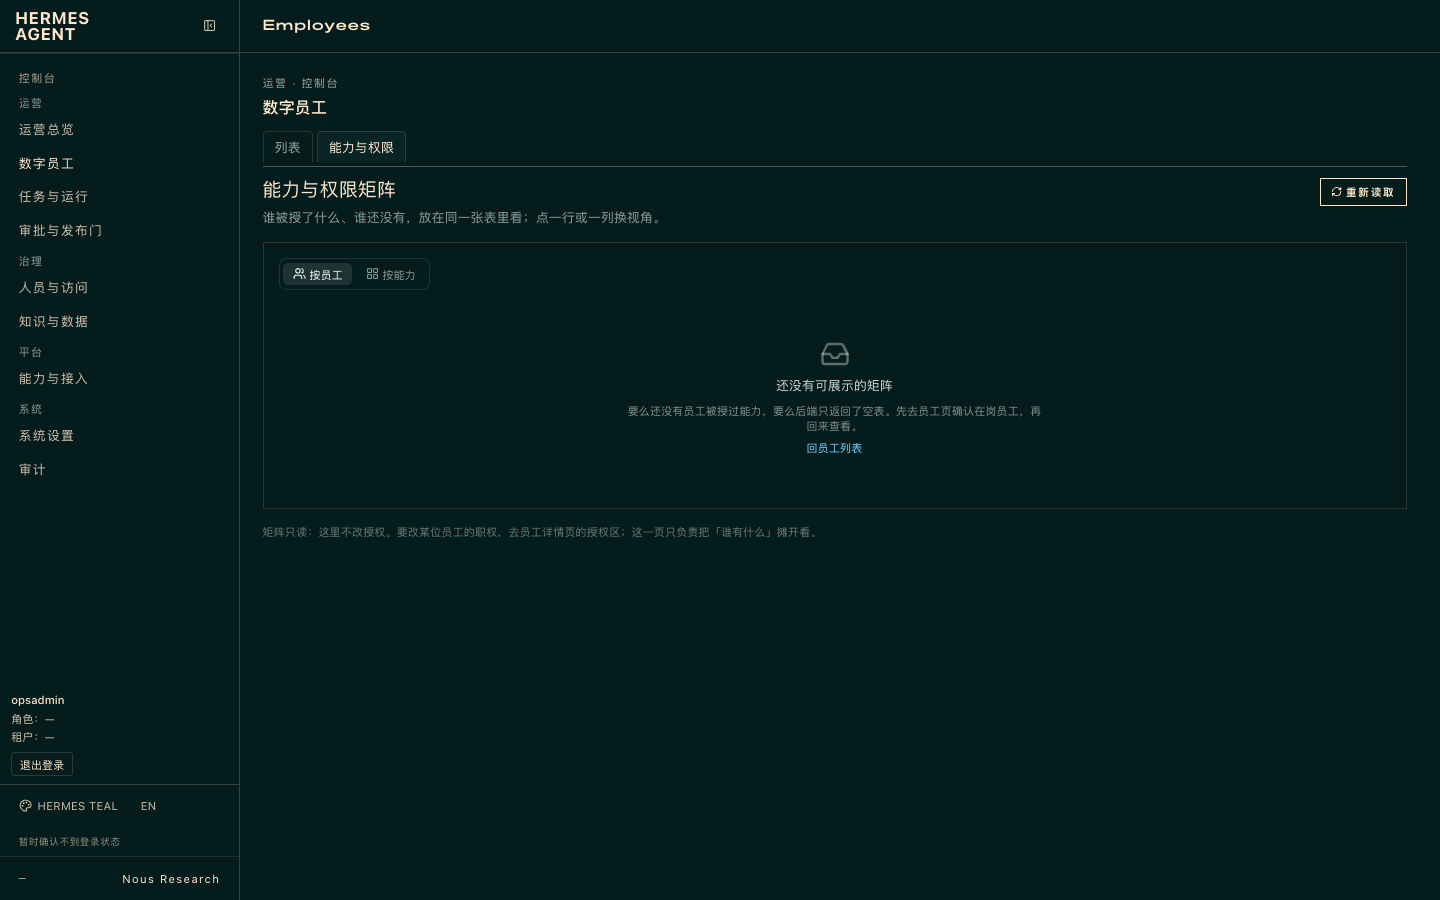 HERMES
AGENT
Employees
控制台
运营
运营总览
数字员工
任务与运行
审批与发布门
治理
人员与访问
知识与数据
平台
能力与接入
系统
系统设置
审计
opsadmin
角色：—
租户：—
退出登录
HERMES TEAL EN
暂时确认不到登录状态
— Nous Research
运营 · 控制台
数字员工
列表 能力与权限
能力与权限矩阵
重新读取
谁被授了什么、谁还没有，放在同一张表里看；点一行或一列换视角。
按员工 按能力
还没有可展示的矩阵
要么还没有员工被授过能力，要么后端只返回了空表。先去员工页确认在岗员工，再
回来查看。
回员工列表
矩阵只读：这里不改授权。要改某位员工的职权，去员工详情页的授权区；这一页只负责把「谁有什么」摊开看。